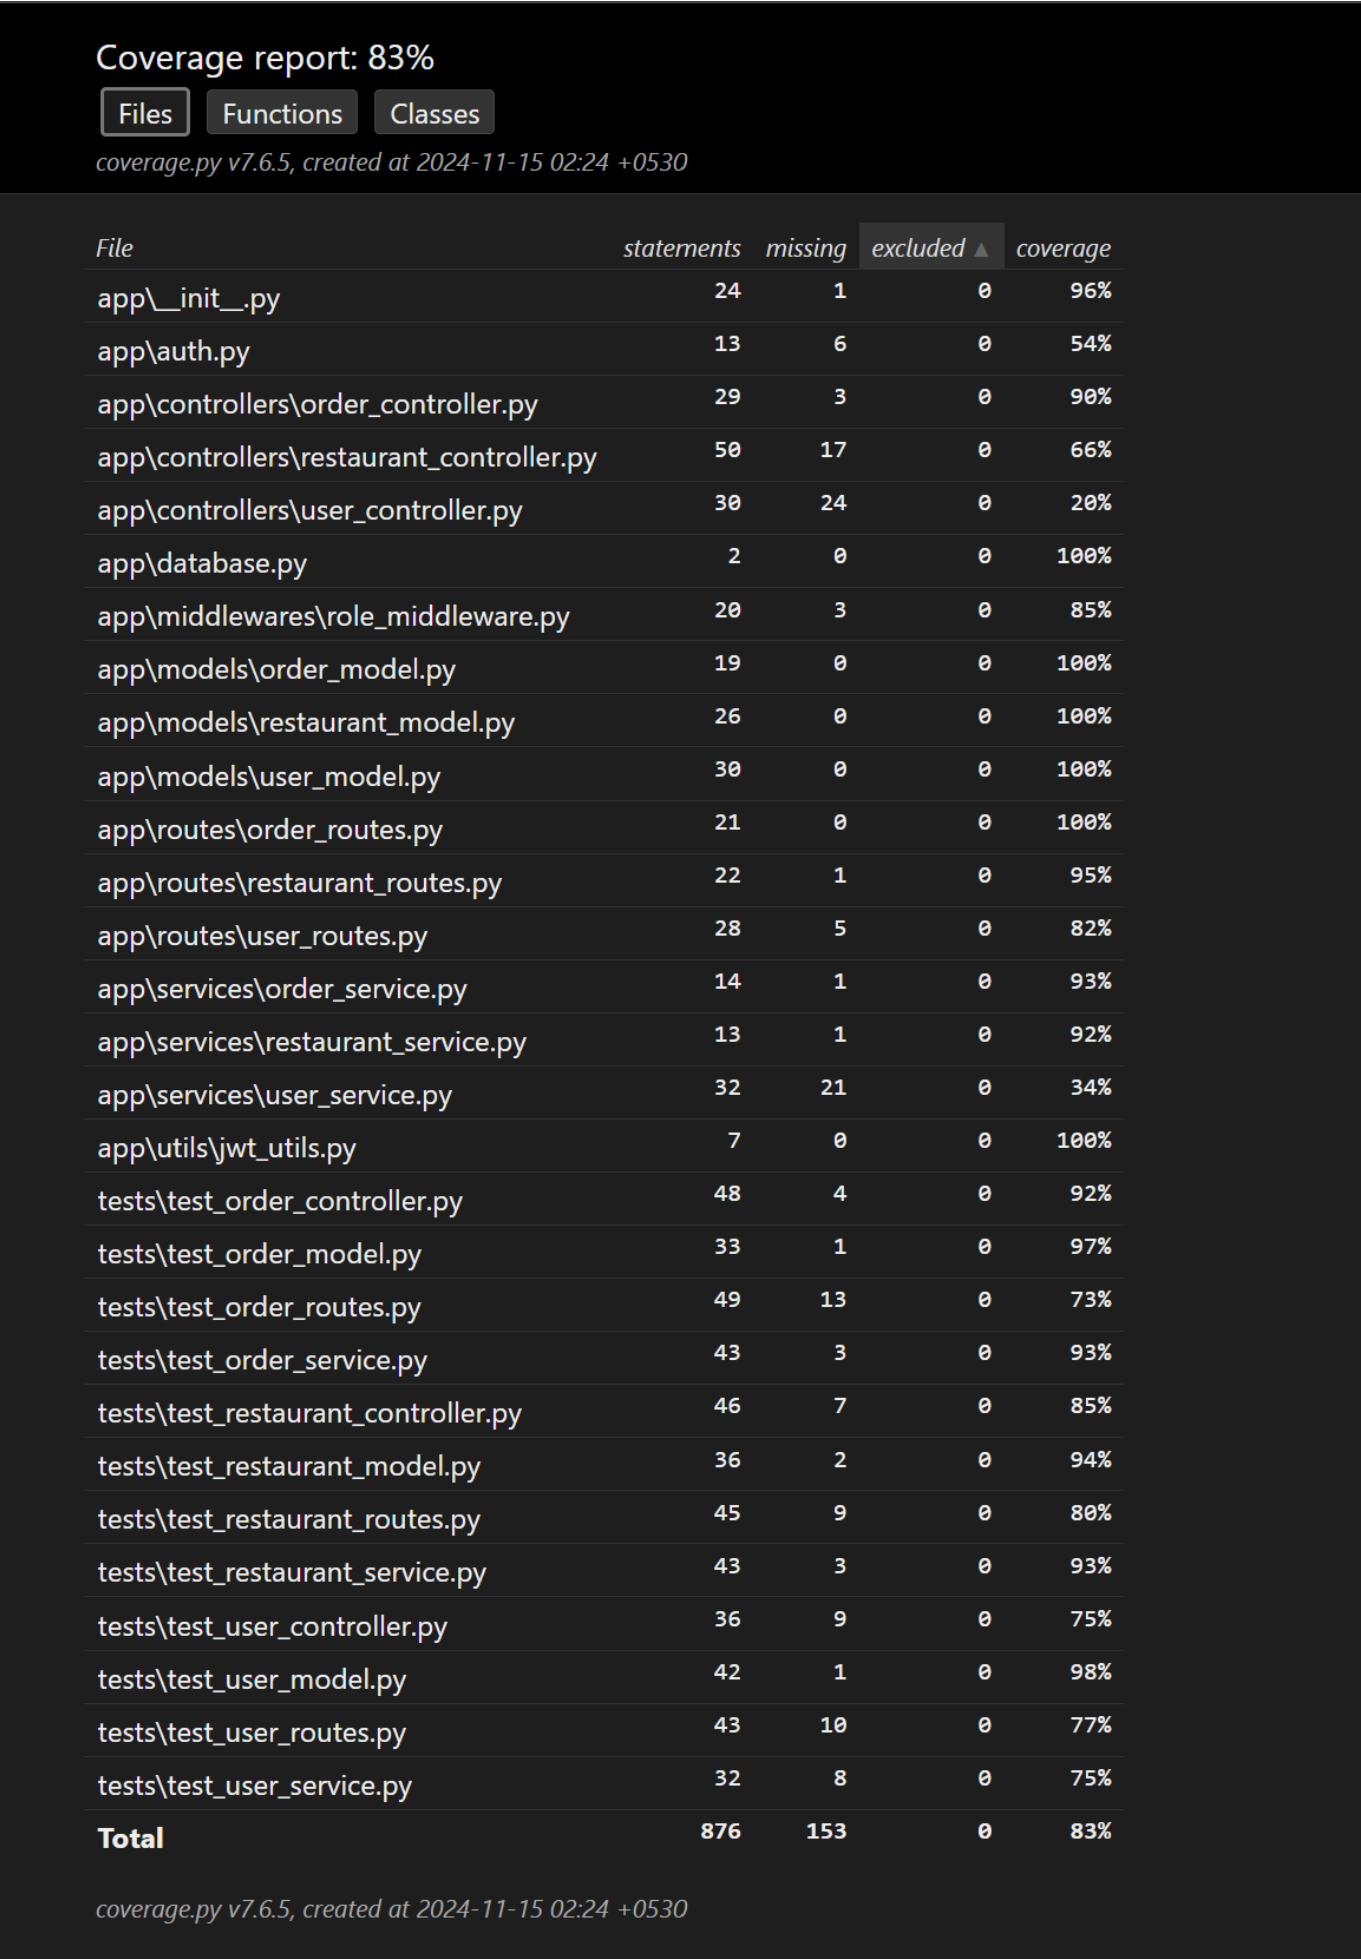 Coverage report: 83%
Files Functions Classes
coverage.py v7.6.5, created at 2024-11-15 02:24 +0530
File statements missing excluded ▲ coverage
app\__init__.py 24 1 0 96%
app\auth.py 13 6 0 54%
app\controllers\order_controller.py 29 3 0 90%
app\controllers\restaurant_controller.py 50 17 0 66%
app\controllers\user_controller.py 30 24 0 20%
app\database.py 2 0 0 100%
app\middlewares\role_middleware.py 20 3 0 85%
app\models\order_model.py 19 0 0 100%
app\models\restaurant_model.py 26 0 0 100%
app\models\user_model.py 30 0 0 100%
app\routes\order_routes.py 21 0 0 100%
app\routes\restaurant_routes.py 22 1 0 95%
app\routes\user_routes.py 28 5 0 82%
app\services\order_service.py 14 1 0 93%
app\services\restaurant_service.py 13 1 0 92%
app\services\user_service.py 32 21 0 34%
app\utils\jwt_utils.py 7 0 0 100%
tests\test_order_controller.py 48 4 0 92%
tests\test_order_model.py 33 1 0 97%
tests\test_order_routes.py 49 13 0 73%
tests\test_order_service.py 43 3 0 93%
tests\test_restaurant_controller.py 46 7 0 85%
tests\test_restaurant_model.py 36 2 0 94%
tests\test_restaurant_routes.py 45 9 0 80%
tests\test_restaurant_service.py 43 3 0 93%
tests\test_user_controller.py 36 9 0 75%
tests\test_user_model.py 42 1 0 98%
tests\test_user_routes.py 43 10 0 77%
tests\test_user_service.py 32 8 0 75%
Total 876 153 0 83%
coverage.py v7.6.5, created at 2024-11-15 02:24 +0530